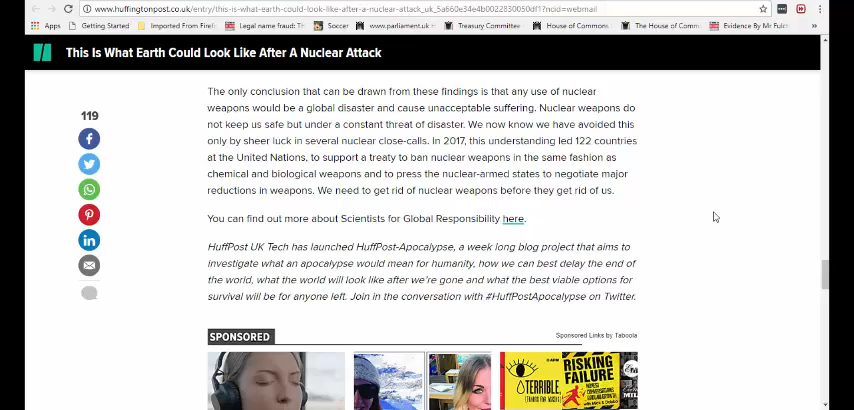 www.huffingtonpost.co.uk/entry/this-is-what-earth-could-look-like-after-a-nuclear-attack_uk_5a660e34e4b0022830050df1?ncid=webmail
Apps Getting Started Imported From Firef Legal name fraud: Th Soccer www.parliament.uk h Treasury Committee House of Commons The House of Com Evidence By Mr Fulch »
This Is What Earth Could Look Like After A Nuclear Attack
The only conclusion that can be drawn from these findings is that any use of nuclear
weapons would be a global disaster and cause unacceptable suffering. Nuclear weapons do
not keep us safe but under a constant threat of disaster. We now know we have avoided this
only by sheer luck in several nuclear close-calls. In 2017, this understanding led 122 countries
at the United Nations, to support a treaty to ban nuclear weapons in the same fashion as
chemical and biological weapons and to press the nuclear-armed states to negotiate major
reductions in weapons. We need to get rid of nuclear weapons before they get rid of us.
You can find out more about Scientists for Global Responsibility here.
HuffPost UK Tech has launched HuffPost-Apocalypse, a week long blog project that aims to
investigate what an apocalypse would mean for humanity, how we can best delay the end of
the world, what the world will look like after we're gone and what the best viable options for
survival will be for anyone left. Join in the conversation with #HuffPostApocalypse on Twitter.
119
SPONSORED
Sponsored Links by Taboola
TERRIBLE
RISKING
FAILURE